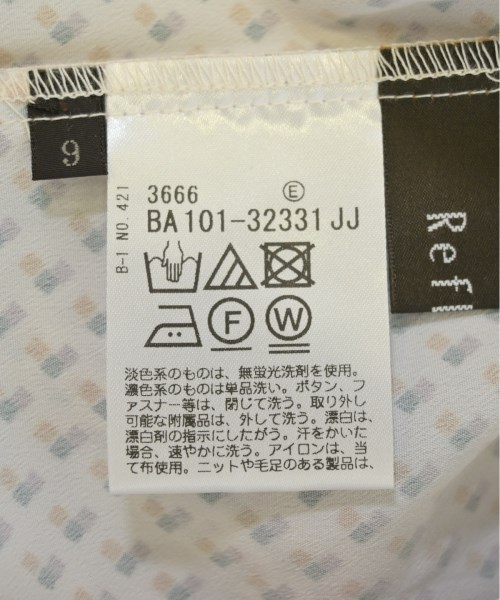 9
B-1 NO. 421
3666 Ⓔ
BA 101-32331 JJ
F W
淡色系のものは、無蛍光洗剤を使用。
濃色系のものは単品洗い。ボタン、フ
ァスナー等は、閉じて洗う。取り外し
可能な附属品は、外して洗う。漂白は、
漂白剤の指示にしたがう。汗をかいた
場合、速やかに洗う。アイロンは、当
て布使用。ニットや毛足のある製品は、